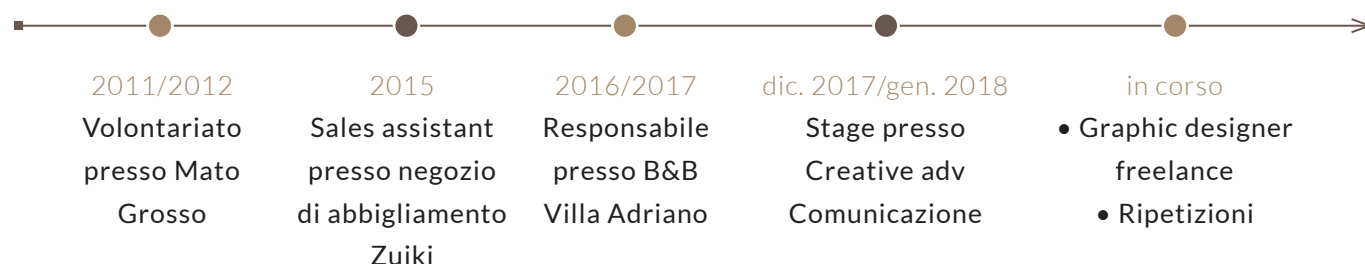 2011/2012
Volontariato
presso Mato
Grosso
2015
Sales assistant
presso negozio
di abbigliamento
Zuiki
2016/2017
Responsabile
presso B&B
Villa Adriano
dic. 2017/gen. 2018
Stage presso
Creative adv
Comunicazione
in corso
• Graphic designer
freelance
• Ripetizioni